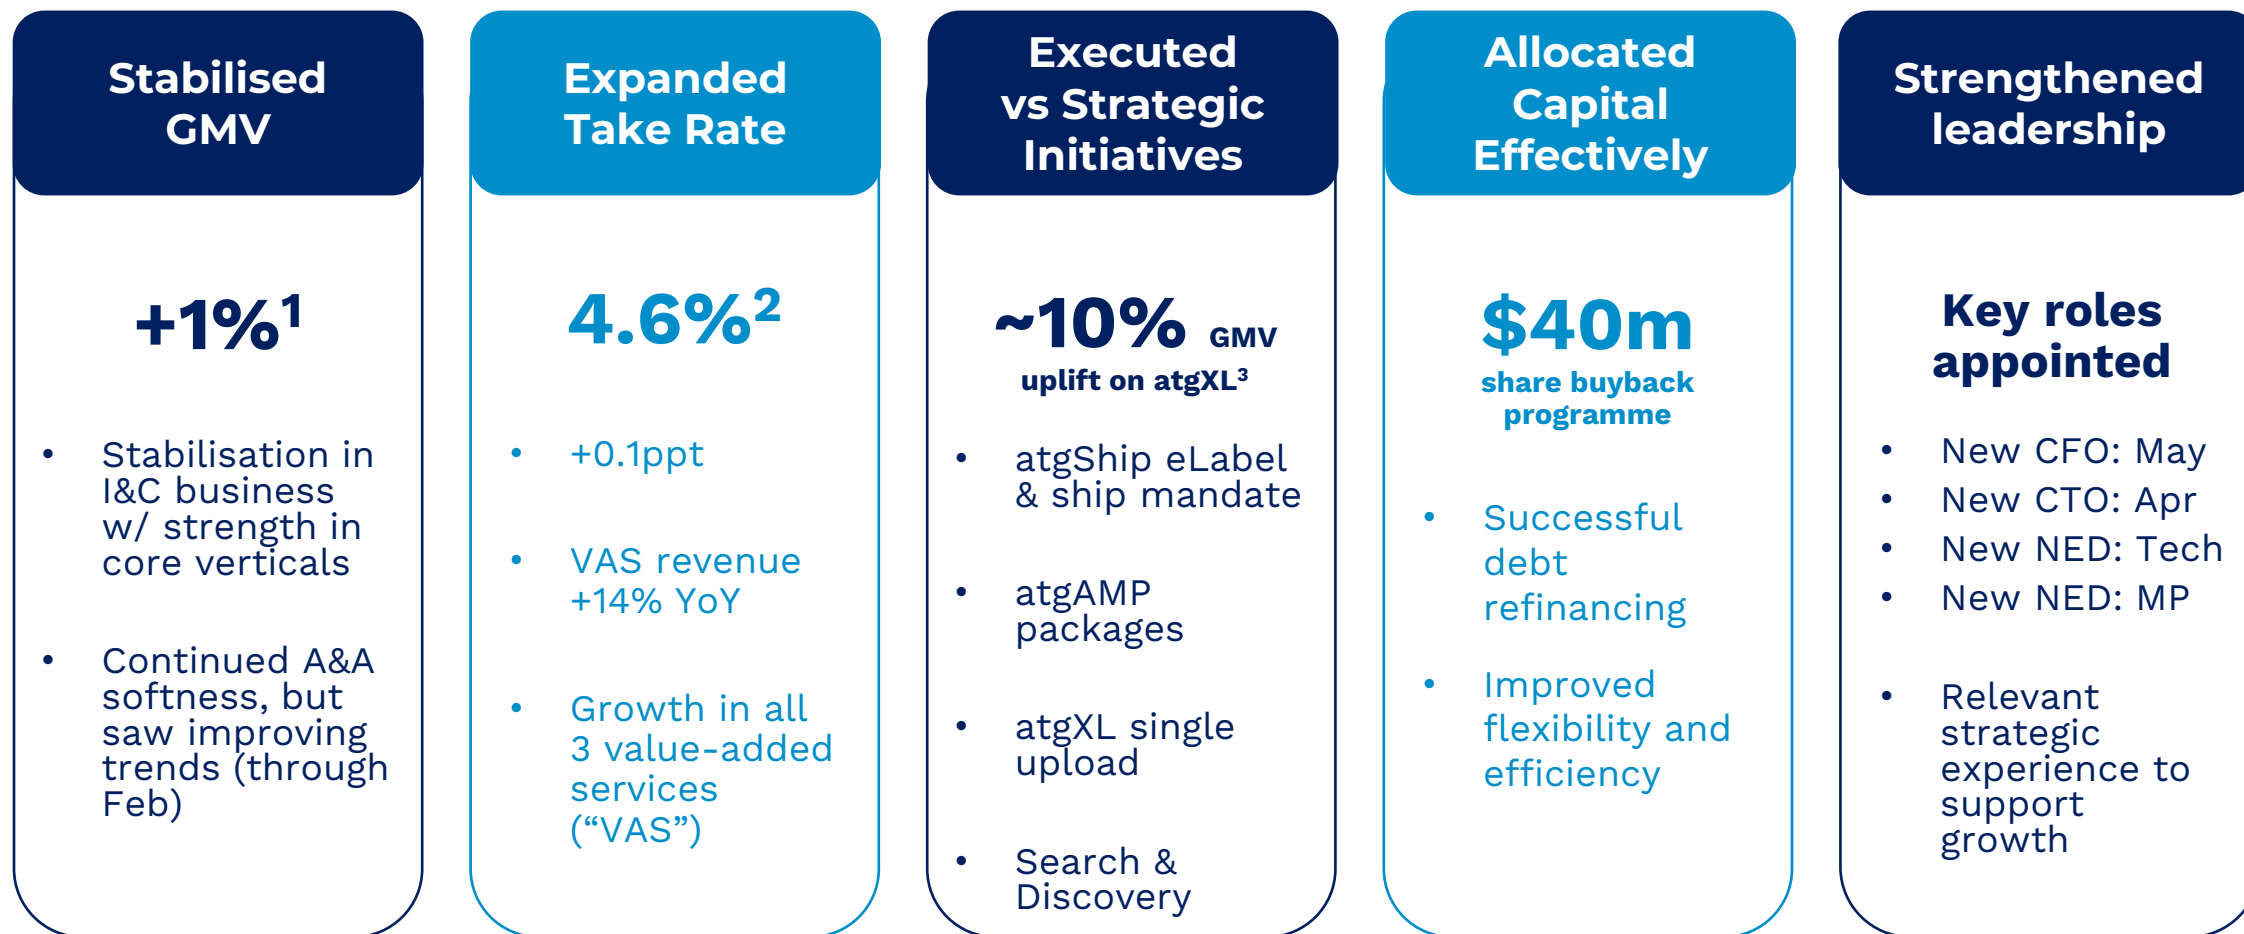 Stabilised
GMV
+1%¹
• Stabilisation in
I&C business
w/ strength in
core verticals
• Continued A&A
softness, but
saw improving
trends (through
Feb)
Expanded
Take Rate
4.6%²
• +0.1ppt
• VAS revenue
+14% YoY
• Growth in all
3 value-added
services
(“VAS”)
Executed
vs Strategic
Initiatives
~10% GMV
uplift on atgXL³
• atgShip eLabel
& ship mandate
• atgAMP
packages
• atgXL single
upload
• Search &
Discovery
Allocated
Capital
Effectively
$40m
share buyback
programme
• Successful
debt
refinancing
• Improved
flexibility and
efficiency
Strengthened
leadership
Key roles
appointed
• New CFO: May
• New CTO: Apr
• New NED: Tech
• New NED: MP
• Relevant
strategic
experience to
support
growth